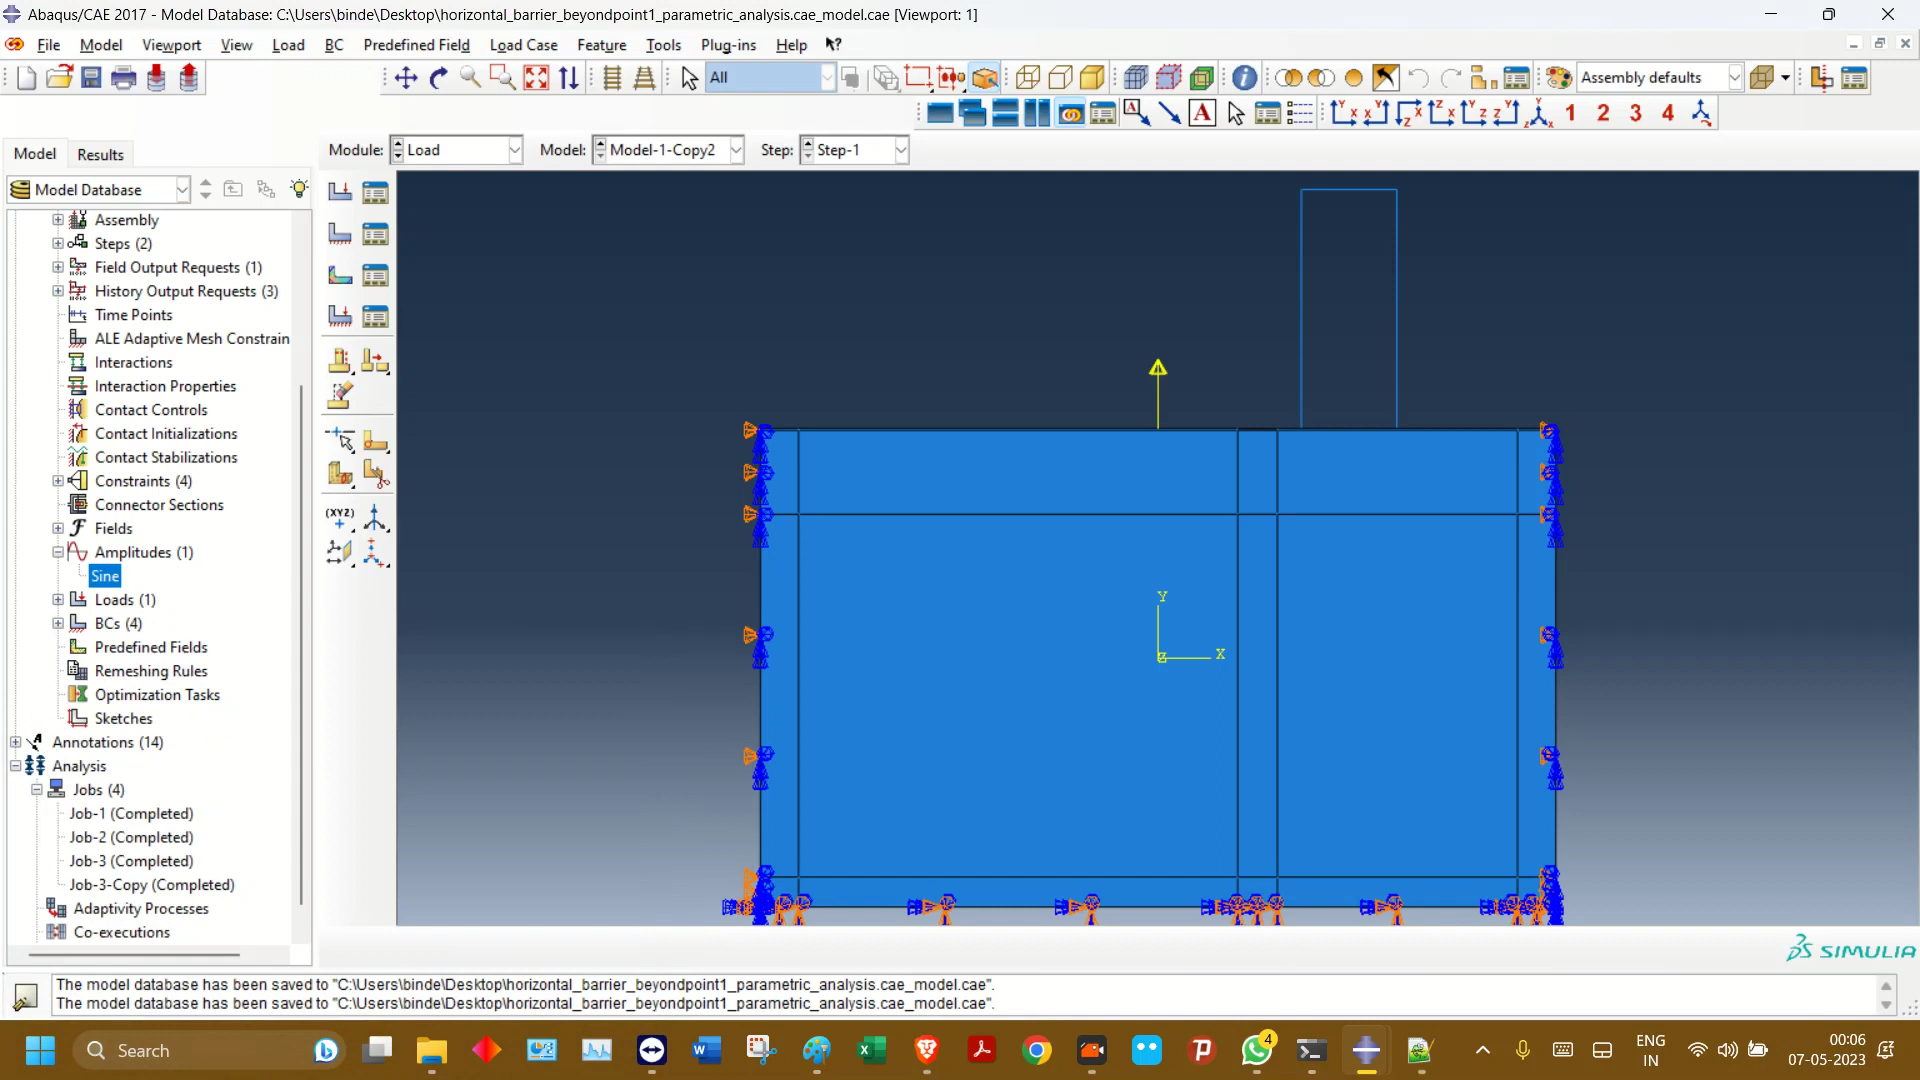 Abaqus/CAE 2017 - Model Database: C:\Users\binde\Desktop\horizontal_barrier_beyondpoint1_parametric_analysis.cae_model.cae [Viewport: 1]
File Model Viewport View Load BC Predefined Field Load Case Feature Tools Plug-ins Help
All
Assembly defaults
1 2 3 4
Model Results
Module: Load Model: Model-1-Copy2 Step: Step-1
Model Database
Assembly
Steps (2)
Field Output Requests (1)
History Output Requests (3)
Time Points
ALE Adaptive Mesh Constrain
Interactions
Interaction Properties
Contact Controls
Contact Initializations
Contact Stabilizations
Constraints (4)
Connector Sections
Fields
Amplitudes (1)
Sine
Loads (1)
BCs (4)
Predefined Fields
Remeshing Rules
Optimization Tasks
Sketches
Annotations (14)
Analysis
Jobs (4)
Job-1 (Completed)
Job-2 (Completed)
Job-3 (Completed)
Job-3-Copy (Completed)
Adaptivity Processes
Co-executions
(XYZ)
Y
Z X
SIMULIA
The model database has been saved to "C:\Users\binde\Desktop\horizontal_barrier_beyondpoint1_parametric_analysis.cae_model.cae".
The model database has been saved to "C:\Users\binde\Desktop\horizontal_barrier_beyondpoint1_parametric_analysis.cae_model.cae".
Search
4
ENG
IN
00:06
07-05-2023